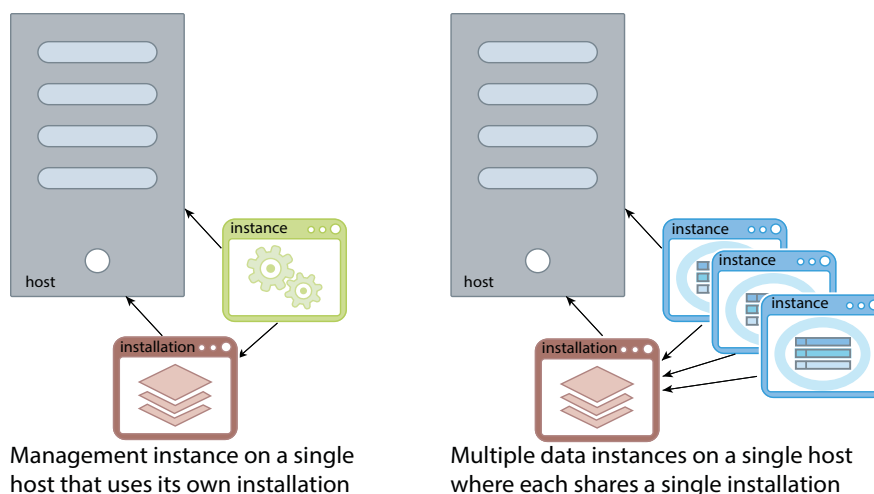 instance
host
installation
Management instance on a single
host that uses its own installation
instance
instance
instance
host
installation
Multiple data instances on a single host
where each shares a single installation